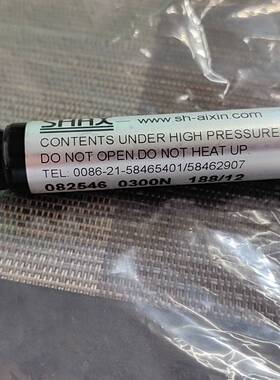 SHAX www.sh-aixin.com
CONTENTS UNDER HIGH PRESSURE
DO NOT OPEN.DO NOT HEAT UP
TEL: 0086-21-58465401/58462907
082546 0300N 188/12